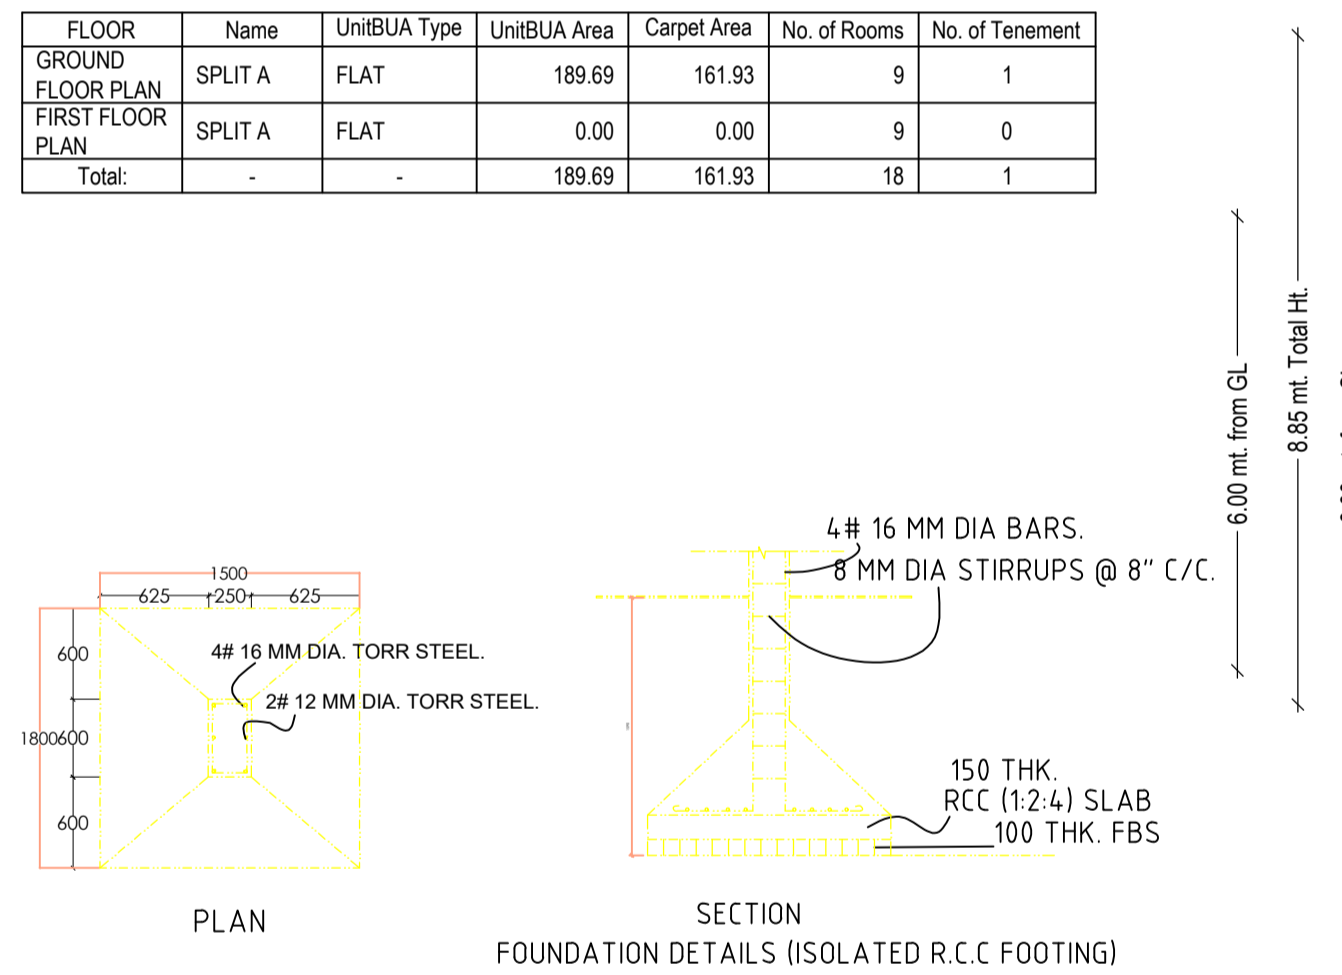 FLOOR Name UnitBUA Type UnitBUA Area Carpet Area No. of Rooms No. of Tenement
GROUND FLOOR PLAN SPLIT A FLAT 189.69 161.93 9 1
FIRST FLOOR PLAN SPLIT A FLAT 0.00 0.00 9 0
Total: - - 189.69 161.93 18 1
6.00 mt. from GL
8.85 mt. Total Ht.
1500
625 250 625
600
1800 600
600
4# 16 MM DIA. TORR STEEL.
2# 12 MM DIA. TORR STEEL.
PLAN
4# 16 MM DIA BARS.
8 MM DIA STIRRUPS @ 8" C/C.
150 THK.
RCC (1:2:4) SLAB
100 THK. FBS
SECTION
FOUNDATION DETAILS (ISOLATED R.C.C FOOTING)